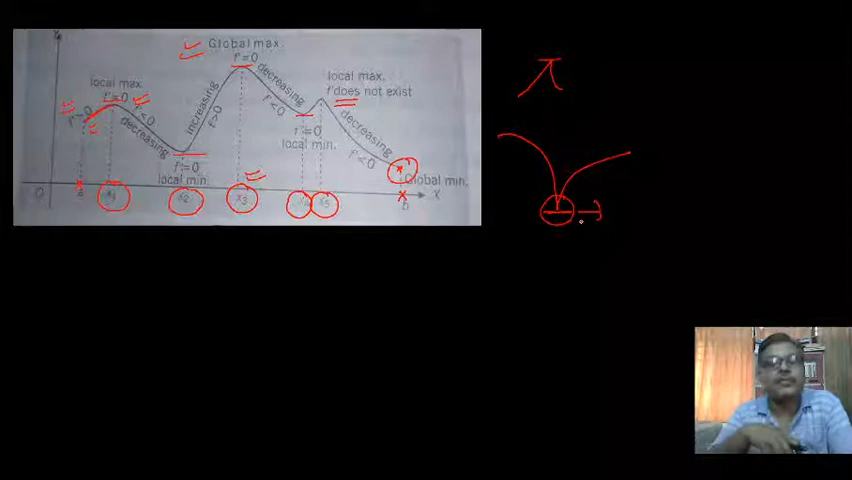 Y
Global max.
f'=0
local max.
f'=0
f'>0
f'<0
decreasing
increasing
f'>0
decreasing
f'<0
local max.
f' does not exist
f'=0
local min.
decreasing
f'<0
f'=0
local min.
Global min.
O
a
x1
x2
x3
x4
x5
b
X